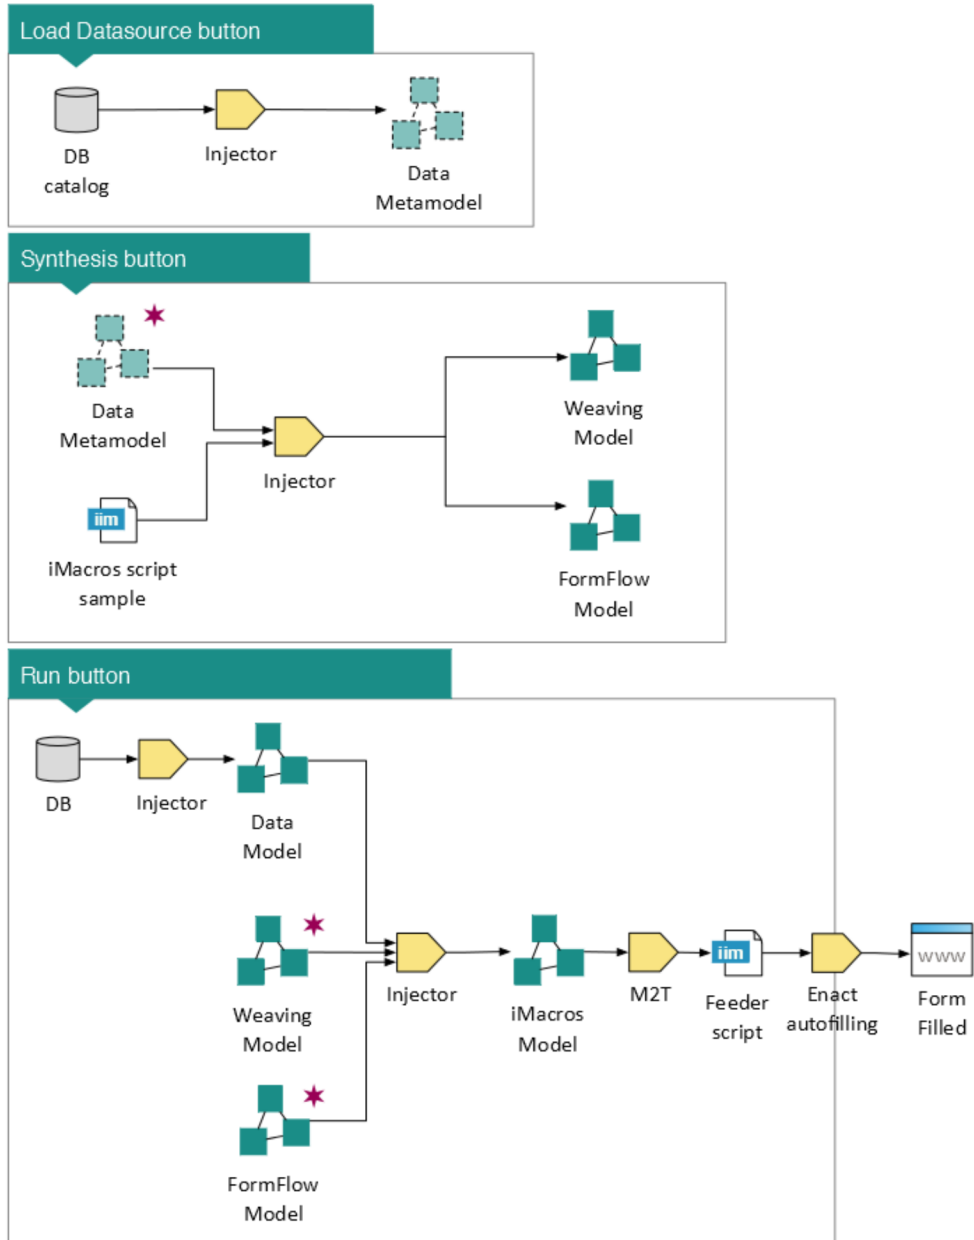 Load Datasource button
DB
catalog
Injector
Data
Metamodel
Synthesis button
Data
Metamodel
iim
iMacros script
sample
Injector
Weaving
Model
FormFlow
Model
Run button
DB
Injector
Data
Model
Weaving
Model
FormFlow
Model
Injector
iMacros
Model
M2T
iim
Feeder
script
Enact
autofilling
www
Form
Filled